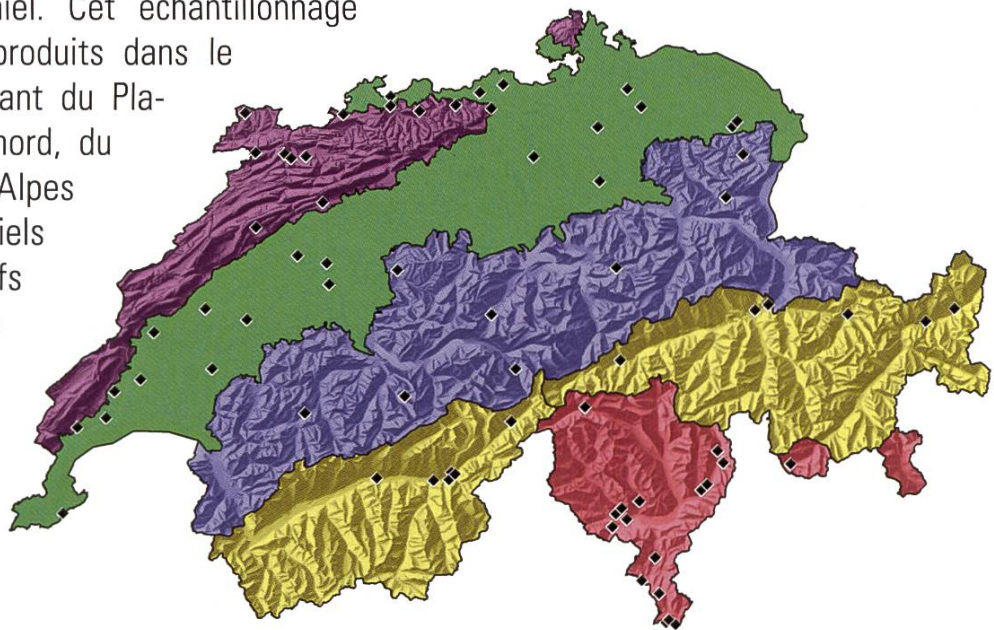 niel. Cet échantillonnage
produits dans le
ant du Pla-
nord, du
Alpes
iels
fs